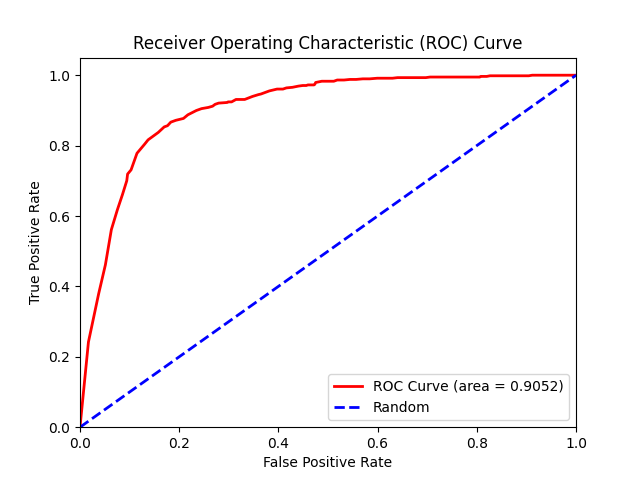 Receiver Operating Characteristic (ROC) Curve
1.0
0.8
0.6
0.4
0.2
0.0
True Positive Rate
ROC Curve (area = 0.9052)
Random
0.0 0.2 0.4 0.6 0.8 1.0
False Positive Rate